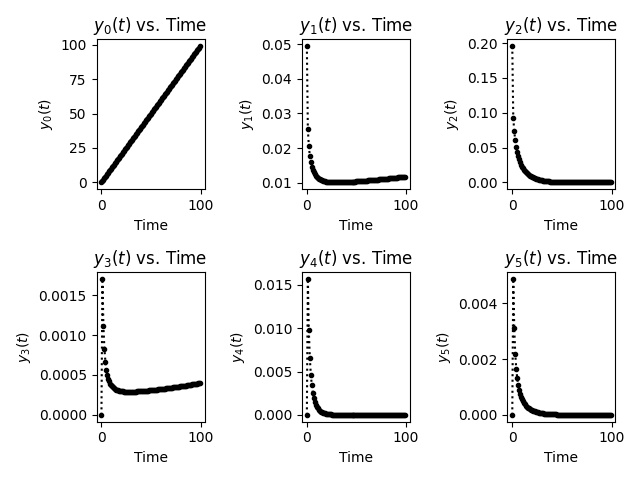 y₀(t) vs. Time
y₀(t)
100
75
50
25
0
0
100
Time
y₁(t) vs. Time
y₁(t)
0.05
0.04
0.03
0.02
0.01
0
100
Time
y₂(t) vs. Time
y₂(t)
0.20
0.15
0.10
0.05
0.00
0
100
Time
y₃(t) vs. Time
y₃(t)
0.0015
0.0010
0.0005
0.0000
0
100
Time
y₄(t) vs. Time
y₄(t)
0.015
0.010
0.005
0.000
0
100
Time
y₅(t) vs. Time
y₅(t)
0.004
0.002
0.000
0
100
Time